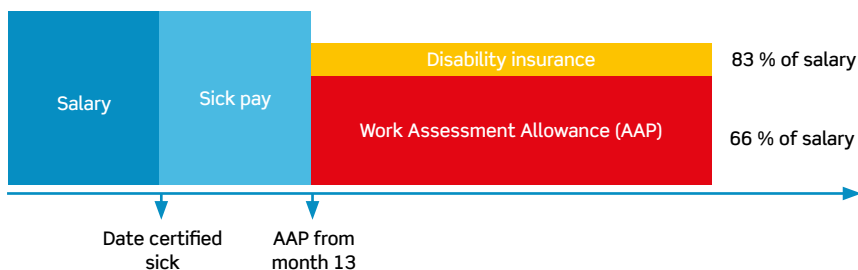 Disability insurance
83 % of salary
Salary
Sick pay
Work Assessment Allowance (AAP)
66 % of salary
Date certified
sick
AAP from
month 13